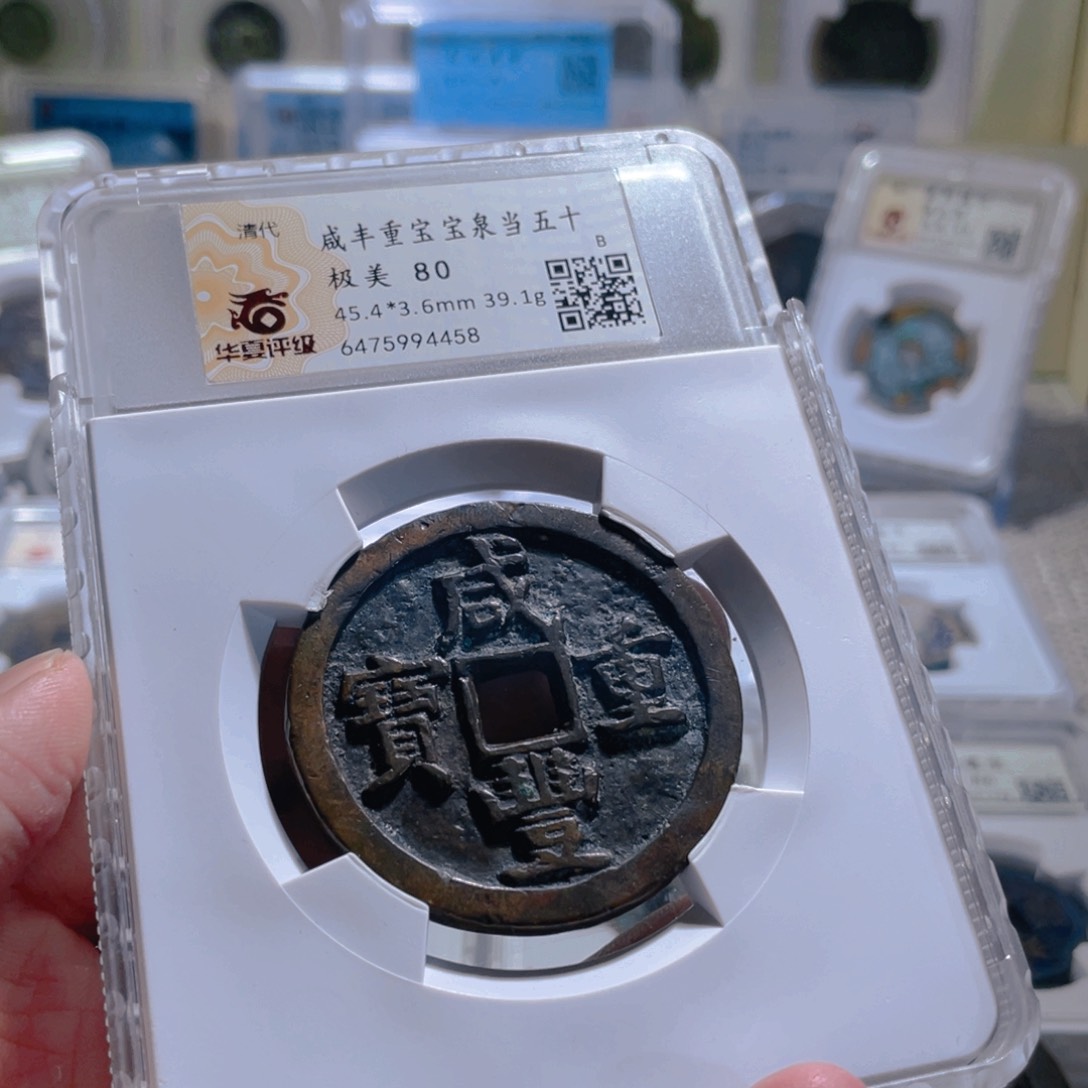 清代
华夏评级
咸丰重宝宝泉当五十
B
极美 80
45.4*3.6mm 39.1g
6475994458
咸
重
寶
豐